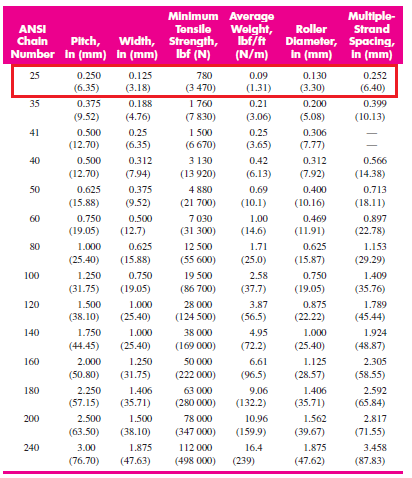 Minimum Average Multiple-
ANSI Tensile Weight, Roller Strand
Chain Pitch, Width, Strength, lbf/ft Diameter, Spacing,
Number in (mm) in (mm) lbf (N) (N/m) in (mm) in (mm)
25 0.250 0.125 780 0.09 0.130 0.252
(6.35) (3.18) (3 470) (1.31) (3.30) (6.40)
35 0.375 0.188 1 760 0.21 0.200 0.399
(9.52) (4.76) (7 830) (3.06) (5.08) (10.13)
41 0.500 0.25 1 500 0.25 0.306 —
(12.70) (6.35) (6 670) (3.65) (7.77) —
40 0.500 0.312 3 130 0.42 0.312 0.566
(12.70) (7.94) (13 920) (6.13) (7.92) (14.38)
50 0.625 0.375 4 880 0.69 0.400 0.713
(15.88) (9.52) (21 700) (10.1) (10.16) (18.11)
60 0.750 0.500 7 030 1.00 0.469 0.897
(19.05) (12.7) (31 300) (14.6) (11.91) (22.78)
80 1.000 0.625 12 500 1.71 0.625 1.153
(25.40) (15.88) (55 600) (25.0) (15.87) (29.29)
100 1.250 0.750 19 500 2.58 0.750 1.409
(31.75) (19.05) (86 700) (37.7) (19.05) (35.76)
120 1.500 1.000 28 000 3.87 0.875 1.789
(38.10) (25.40) (124 500) (56.5) (22.22) (45.44)
140 1.750 1.000 38 000 4.95 1.000 1.924
(44.45) (25.40) (169 000) (72.2) (25.40) (48.87)
160 2.000 1.250 50 000 6.61 1.125 2.305
(50.80) (31.75) (222 000) (96.5) (28.57) (58.55)
180 2.250 1.406 63 000 9.06 1.406 2.592
(57.15) (35.71) (280 000) (132.2) (35.71) (65.84)
200 2.500 1.500 78 000 10.96 1.562 2.817
(63.50) (38.10) (347 000) (159.9) (39.67) (71.55)
240 3.00 1.875 112 000 16.4 1.875 3.458
(76.70) (47.63) (498 000) (239) (47.62) (87.83)